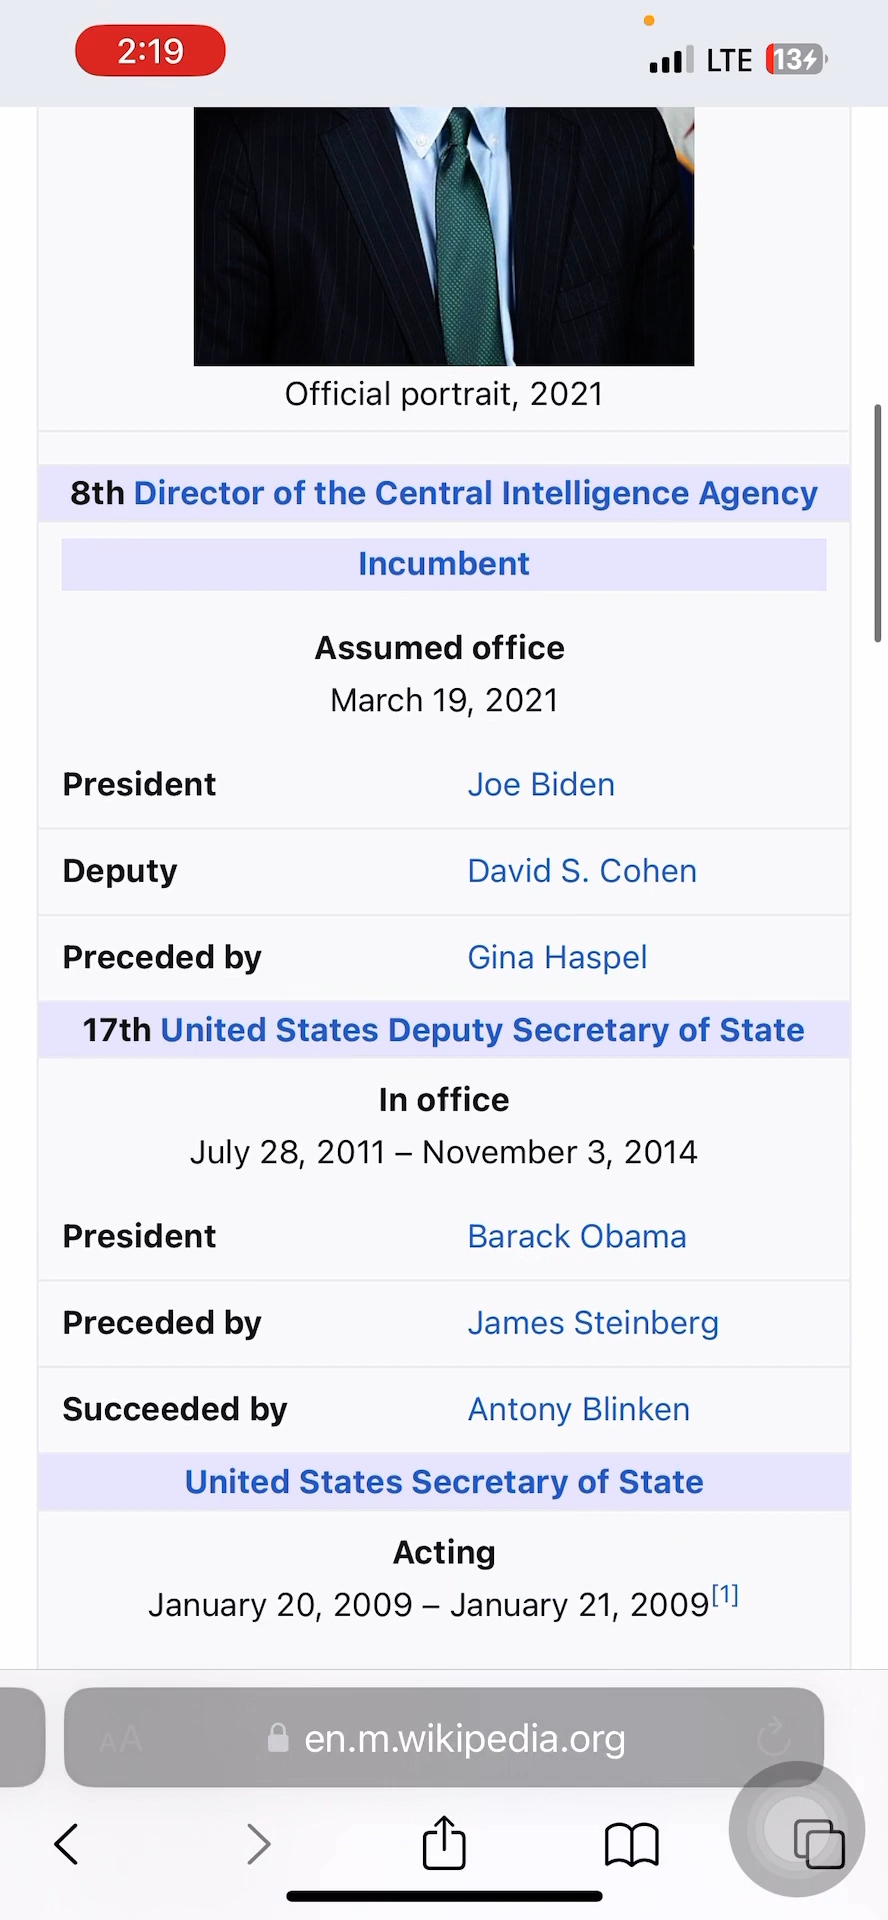 2:19
LTE 13
Official portrait, 2021
8th Director of the Central Intelligence Agency
Incumbent
Assumed office
March 19, 2021
President Joe Biden
Deputy David S. Cohen
Preceded by Gina Haspel
17th United States Deputy Secretary of State
In office
July 28, 2011 – November 3, 2014
President Barack Obama
Preceded by James Steinberg
Succeeded by Antony Blinken
United States Secretary of State
Acting
January 20, 2009 – January 21, 2009[1]
AA en.m.wikipedia.org